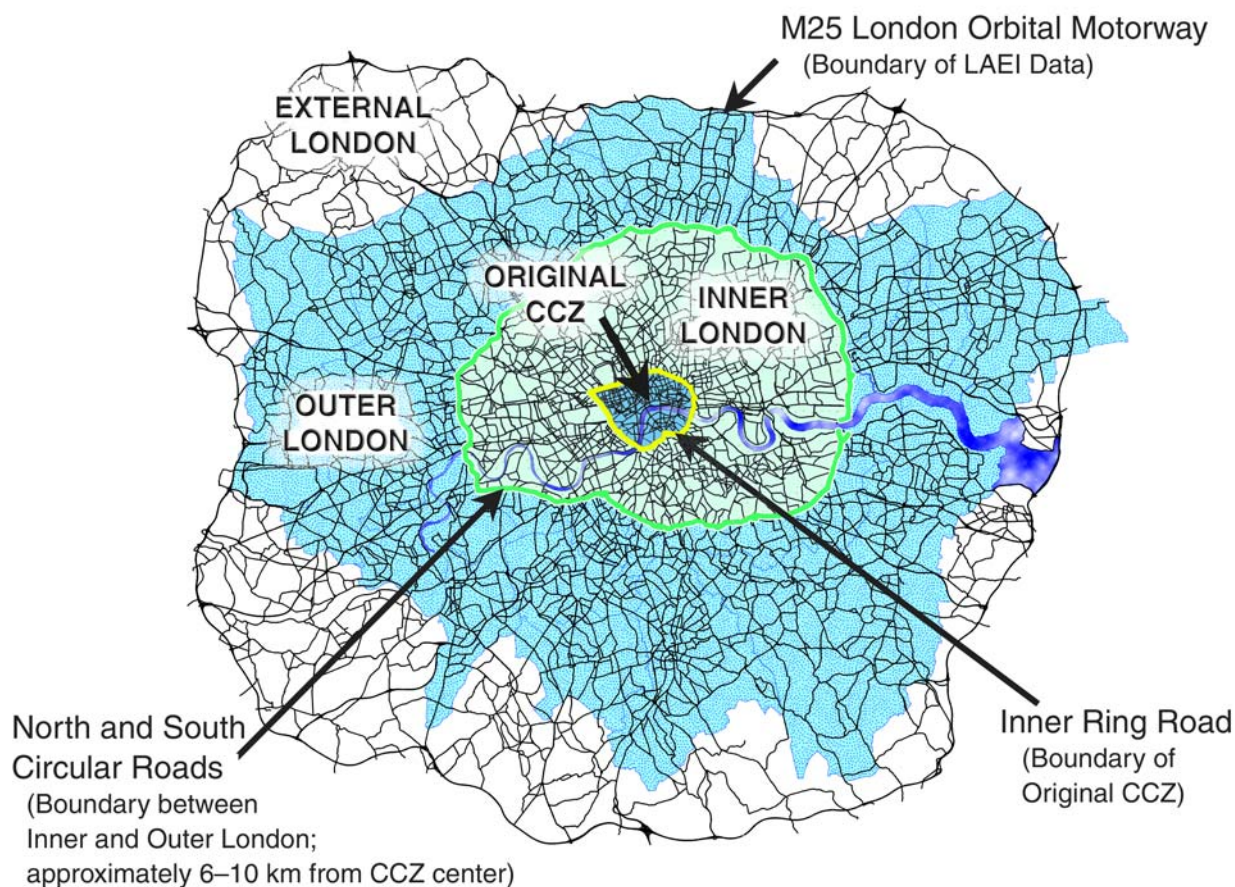 M25 London Orbital Motorway
(Boundary of LAEI Data)
EXTERNAL
LONDON
ORIGINAL
CCZ
INNER
LONDON
OUTER
LONDON
North and South
Circular Roads
(Boundary between
Inner and Outer London;
approximately 6–10 km from CCZ center)
Inner Ring Road
(Boundary of
Original CCZ)